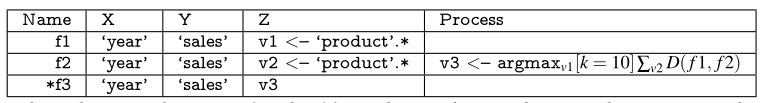 Name X Y Z Process
f1 ‘year’ ‘sales’ v1 <– ‘product’.*
f2 ‘year’ ‘sales’ v2 <– ‘product’.* v3 <– argmax_{v1}[k = 10]∑_{v2} D(f1, f2)
*f3 ‘year’ ‘sales’ v3